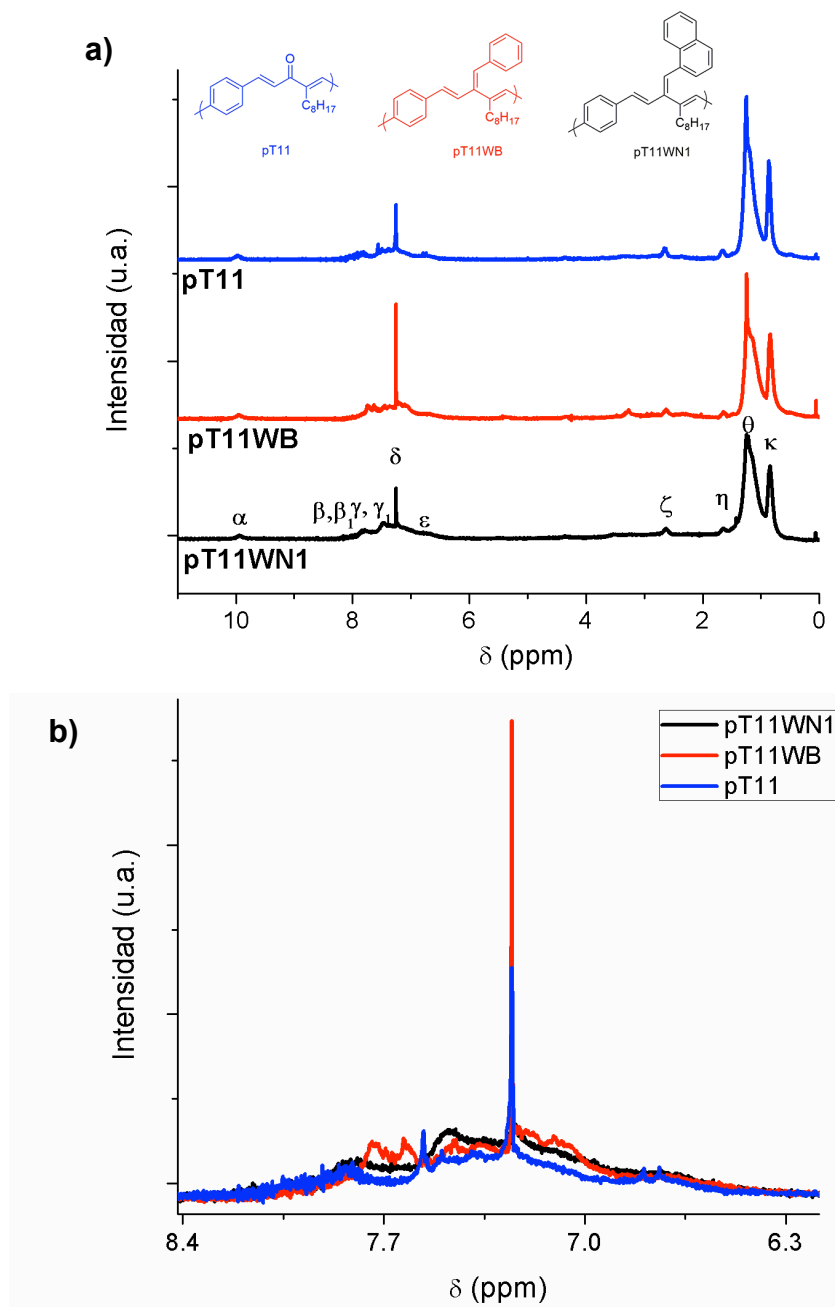 a)
O
C8H17
pT11
C8H17
pT11WB
C8H17
pT11WN1
Intensidad (u.a.)
pT11
pT11WB
pT11WN1
α
β,β1γ, γ1
δ
ε
ζ
η
θ
κ
10 8 6 4 2 0
δ (ppm)
b)
pT11WN1
pT11WB
pT11
Intensidad (u.a.)
8.4 7.7 7.0 6.3
δ (ppm)